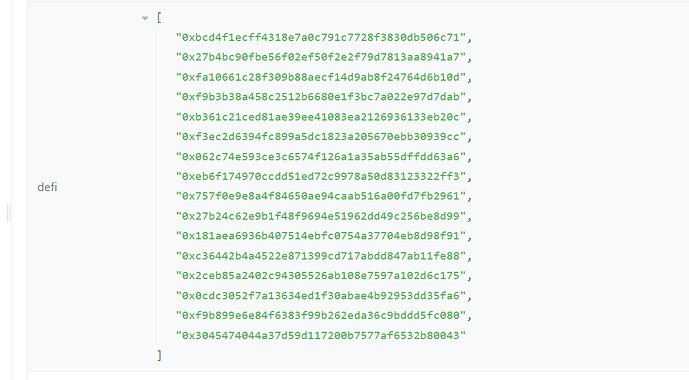 [
"0xbcd4f1ecff4318e7a0c791c7728f3830db506c71",
"0x27b4bc90fbe56f02ef50f2e2f79d7813aa8941a7",
"0xfa10661c28f309b88aecf14d9ab8f24764d6b10d",
"0xf9b3b38a458c2512b6680e1f3bc7a022e97d7dab",
"0xb361c21ced81ae39ee41083ea2126936133eb20c",
"0xf3ec2d6394fc899a5dc1823a205670ebb30939cc",
"0x062c74e593ce3c6574f126a1a35ab55dffdd63a6",
"0xeb6f174970ccdd51ed72c9978a50d83123322ff3",
defi
"0x757f0e9e8a4f84650ae94caab516a00fd7fb2961",
"0x27b24c62e9b1f48f9694e51962dd49c256be8d99",
"0x181aea6936b407514ebfc0754a37704eb8d98f91",
"0xc36442b4a4522e871399cd717abdd847ab11fe88",
"0x2ceb85a2402c94305526ab108e7597a102d6c175",
"0x0cdc3052f7a13634ed1f30abae4b92953dd35fa6",
"0xf9b899e6e84f6383f99b262eda36c9bddd5fc080",
"0x3045474044a37d59d117200b7577af6532b80043"
]